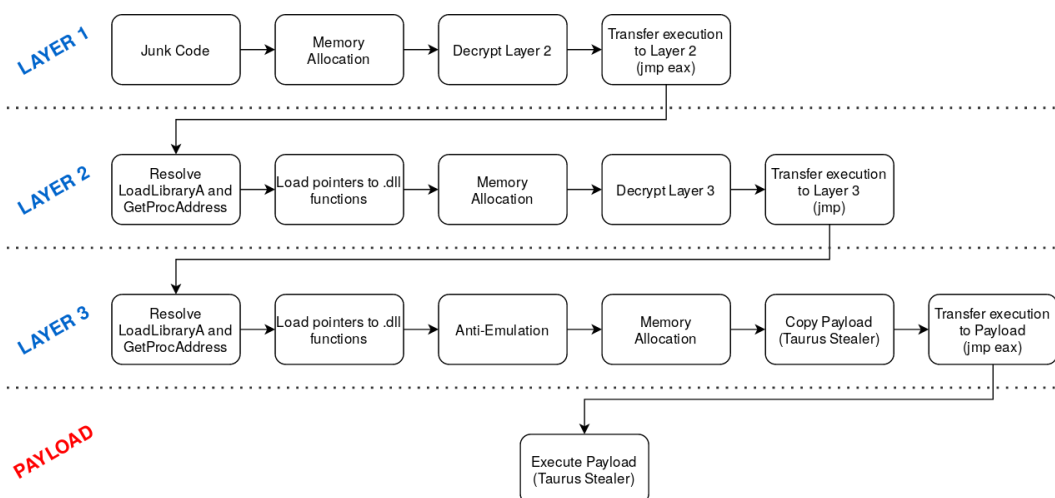 LAYER 1
Junk Code
Memory
Allocation
Decrypt Layer 2
Transfer execution
to Layer 2
(jmp eax)
LAYER 2
Resolve
LoadLibraryA and
GetProcAddress
Load pointers to .dll
functions
Memory
Allocation
Decrypt Layer 3
Transfer execution
to Layer 3
(jmp)
LAYER 3
Resolve
LoadLibraryA and
GetProcAddress
Load pointers to .dll
functions
Anti-Emulation
Memory
Allocation
Copy Payload
(Taurus Stealer)
Transfer execution
to Payload
(jmp eax)
PAYLOAD
Execute Payload
(Taurus Stealer)